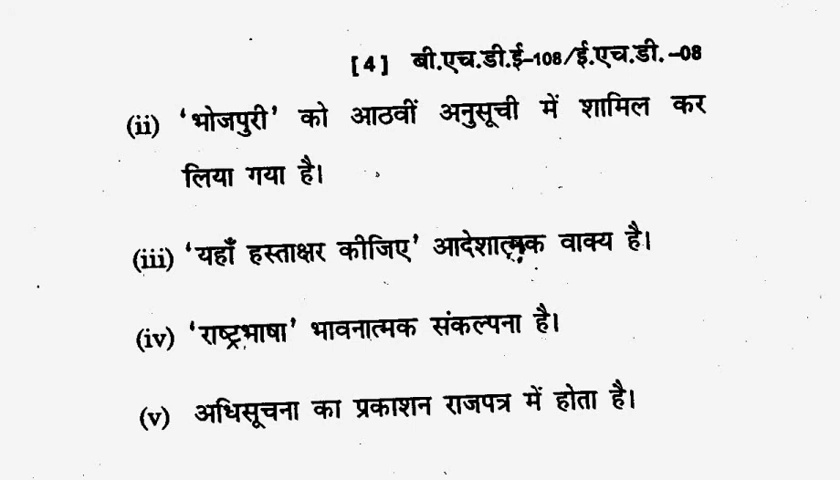 [4] बी.एच.डी.ई-108/ई.एच.डी.-08
(ii) 'भोजपुरी' को आठवीं अनुसूची में शामिल कर
लिया गया है।
(iii) 'यहाँ हस्ताक्षर कीजिए' आदेशात्मक वाक्य है।
(iv) 'राष्ट्रभाषा' भावनात्मक संकल्पना है।
(v) अधिसूचना का प्रकाशन राजपत्र में होता है।